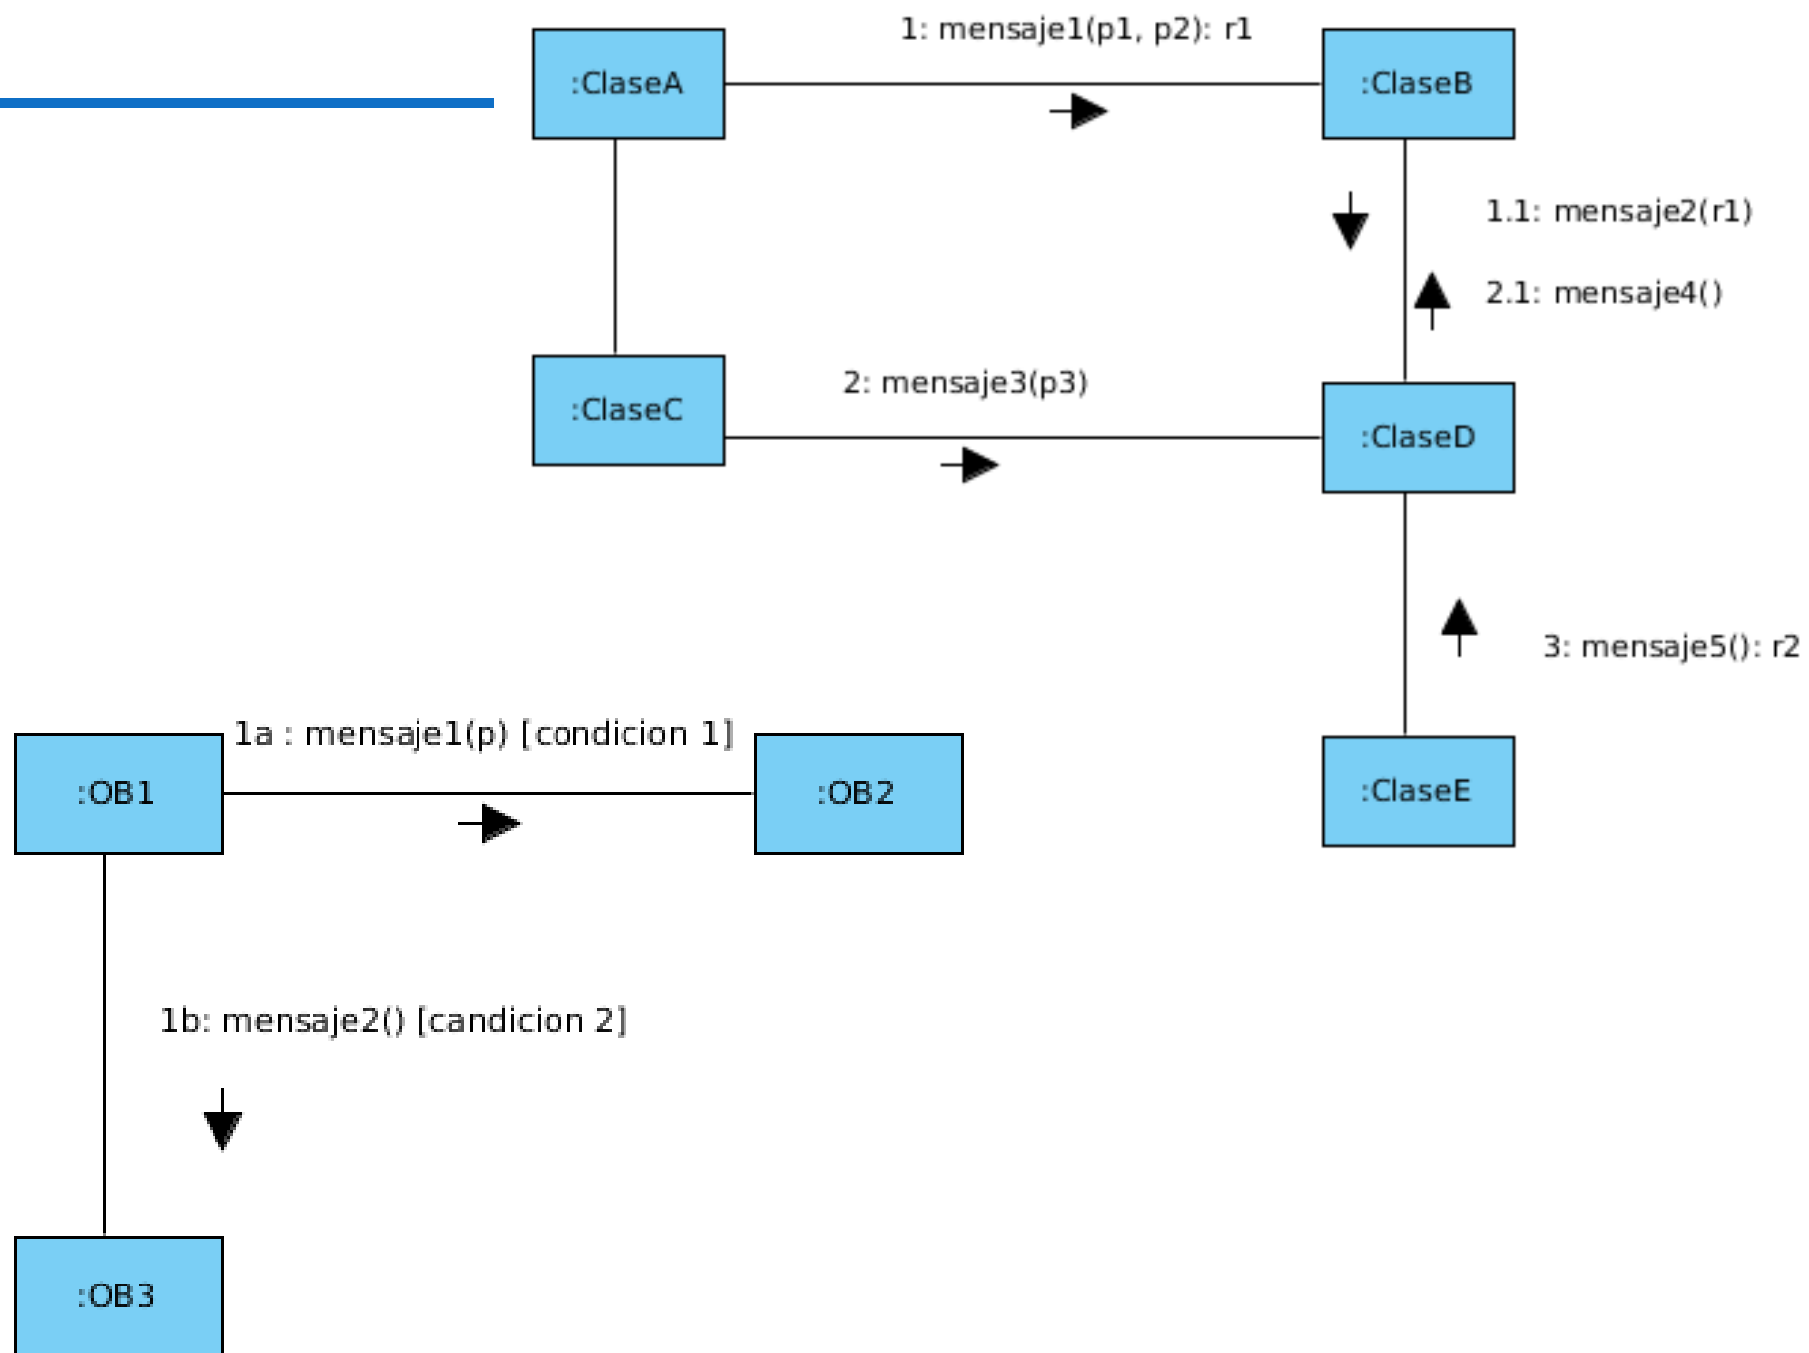 1: mensaje1(p1, p2): r1
:ClaseA
:ClaseB
1.1: mensaje2(r1)
2.1: mensaje4()
2: mensaje3(p3)
:ClaseC
:ClaseD
3: mensaje5(): r2
:ClaseE
1a : mensaje1(p) [condicion 1]
:OB1
:OB2
1b: mensaje2() [candicion 2]
:OB3